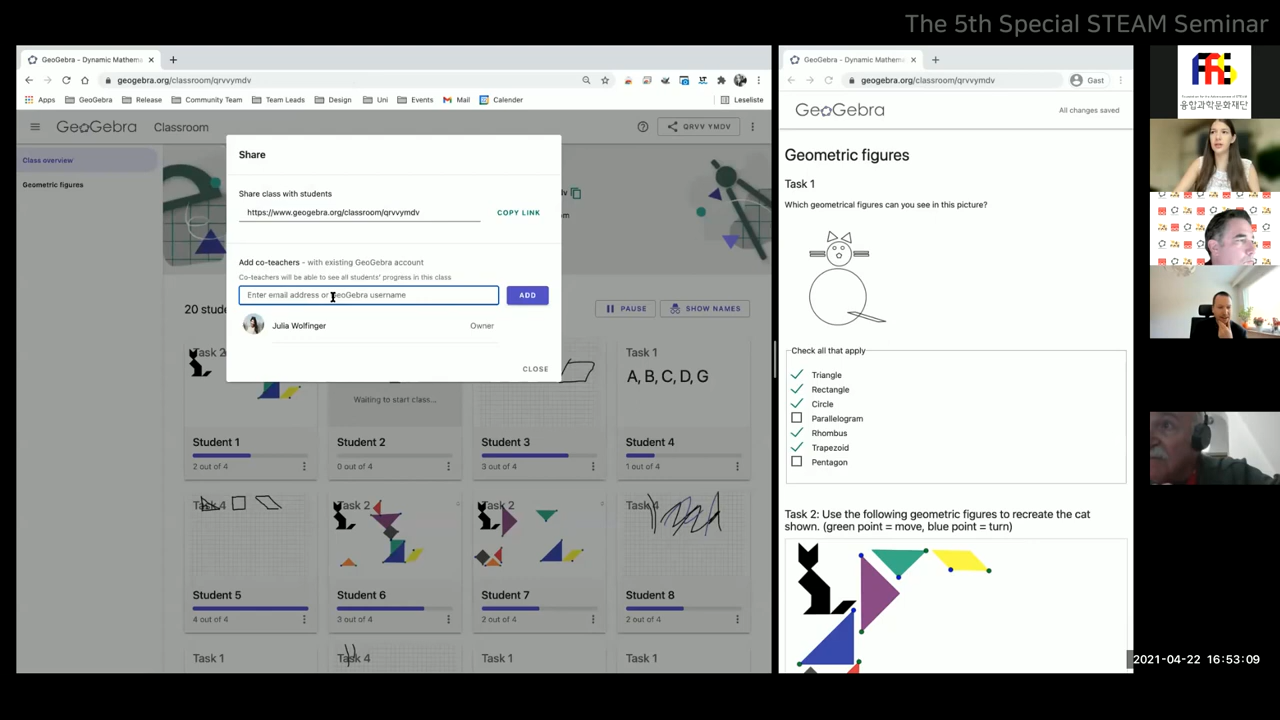 The 5th Special STEAM Seminar
GeoGebra - Dynamic Mathema
geogebra.org/classroom/qrvvymdv
Apps
GeoGebra
Release
Community Team
Team Leads
Design
Uni
Events
Mail
Calender
Leseliste
GeoGebra
Classroom
QRVV YMDV
Class overview
Geometric figures
Share
Share class with students
https://www.geogebra.org/classroom/qrvvymdv
COPY LINK
Add co-teachers - with existing GeoGebra account
Co-teachers will be able to see all students' progress in this class
Enter email address or GeoGebra username
ADD
Julia Wolfinger
Owner
CLOSE
20 stud
PAUSE
SHOW NAMES
Task 2
Waiting to start class...
Task 1
A, B, C, D, G
Student 1
Student 2
Student 3
Student 4
2 out of 4
0 out of 4
3 out of 4
1 out of 4
Task 4
Task 2
Task 2
Task 4
Student 5
Student 6
Student 7
Student 8
4 out of 4
3 out of 4
2 out of 4
2 out of 4
Task 1
Task 4
Task 1
Task 1
GeoGebra - Dynamic Mathema
geogebra.org/classroom/qrvvymdv
Gast
GeoGebra
All changes saved
Geometric figures
Task 1
Which geometrical figures can you see in this picture?
Check all that apply
Triangle
Rectangle
Circle
Parallelogram
Rhombus
Trapezoid
Pentagon
Task 2: Use the following geometric figures to recreate the cat
shown. (green point = move, blue point = turn)
융합과학문화재단
2021-04-22 16:53:09